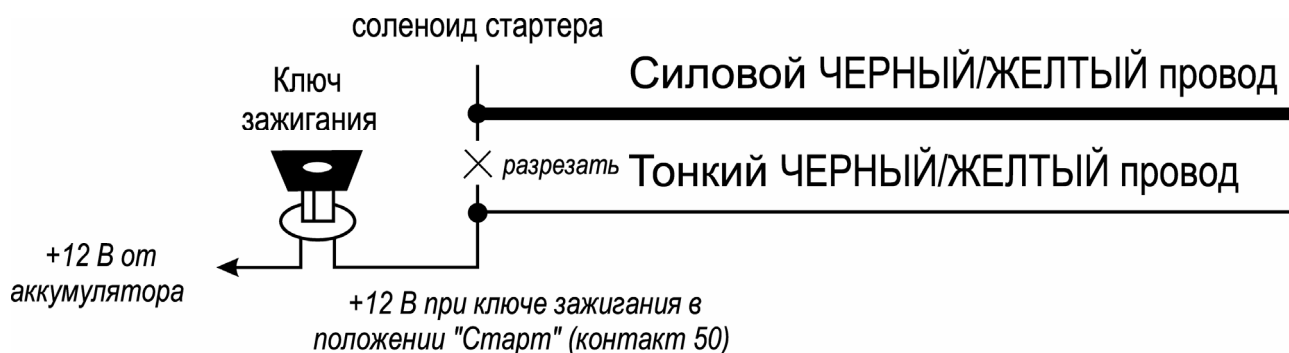 соленоид стартера
Ключ
зажигания
Силовой ЧЕРНЫЙ/ЖЕЛТЫЙ провод
разрезать
Тонкий ЧЕРНЫЙ/ЖЕЛТЫЙ провод
+12 В от
аккумулятора
+12 В при ключе зажигания в
положении "Старт" (контакт 50)